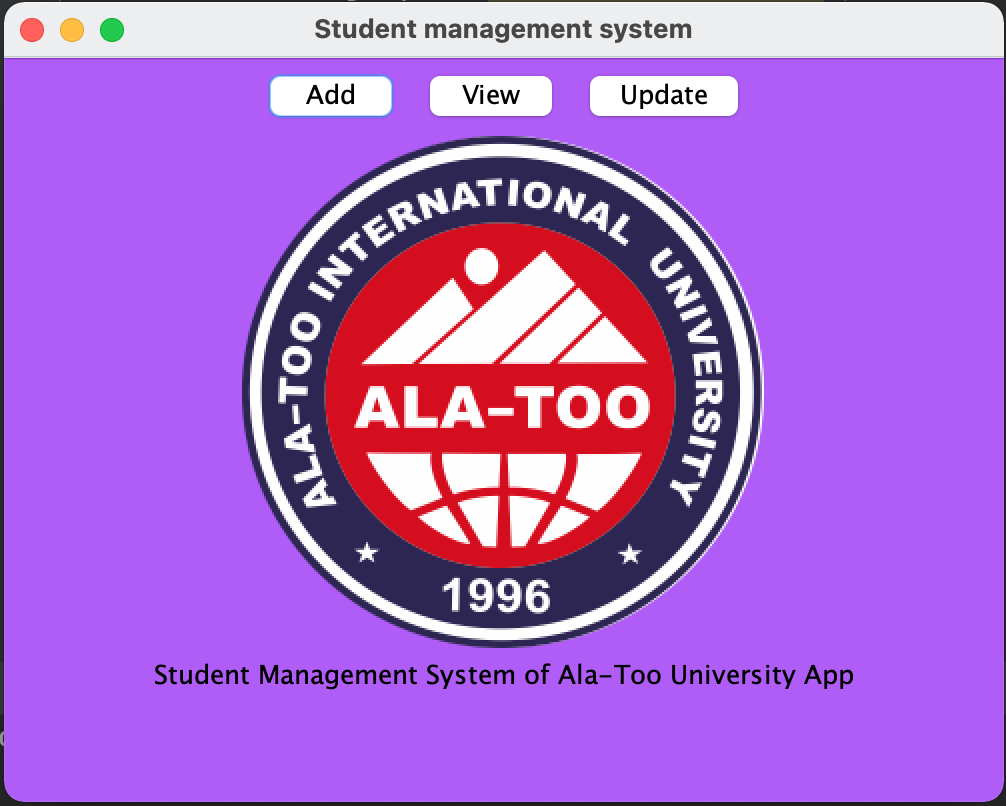 Student management system
Add View Update
ALA-TOO INTERNATIONAL UNIVERSITY
ALA-TOO
1996
Student Management System of Ala-Too University App